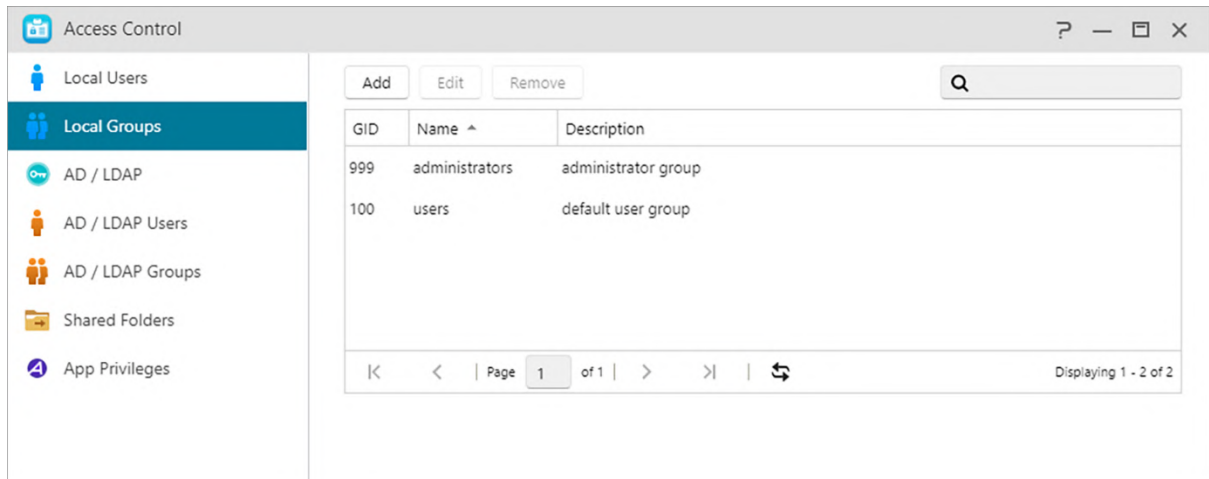 Access Control
Local Users
Local Groups
AD / LDAP
AD / LDAP Users
AD / LDAP Groups
Shared Folders
App Privileges
Add Edit Remove
GID Name Description
999 administrators administrator group
100 users default user group
Page 1 of 1 Displaying 1 - 2 of 2